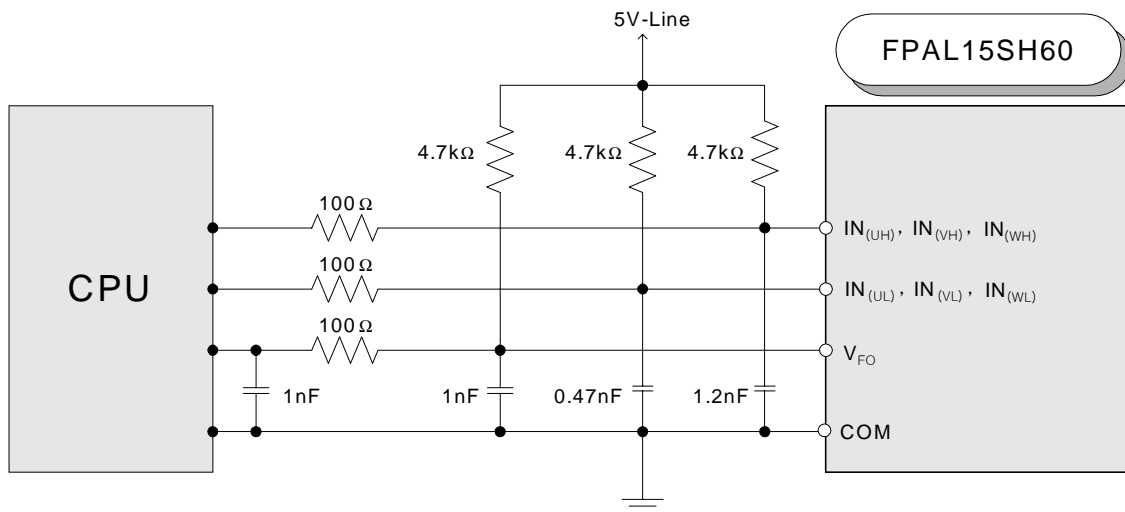 5V-Line
FPAL15SH60
4.7kΩ
4.7kΩ
4.7kΩ
100Ω
IN(UH), IN(VH), IN(WH)
CPU
100Ω
IN(UL), IN(VL), IN(WL)
100Ω
VFO
1nF
1nF
0.47nF
1.2nF
COM